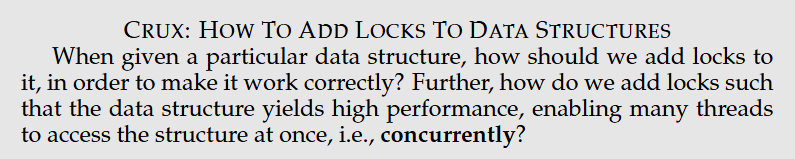 CRUX: HOW TO ADD LOCKS TO DATA STRUCTURES
When given a particular data structure, how should we add locks to
it, in order to make it work correctly? Further, how do we add locks such
that the data structure yields high performance, enabling many threads
to access the structure at once, i.e., concurrently?